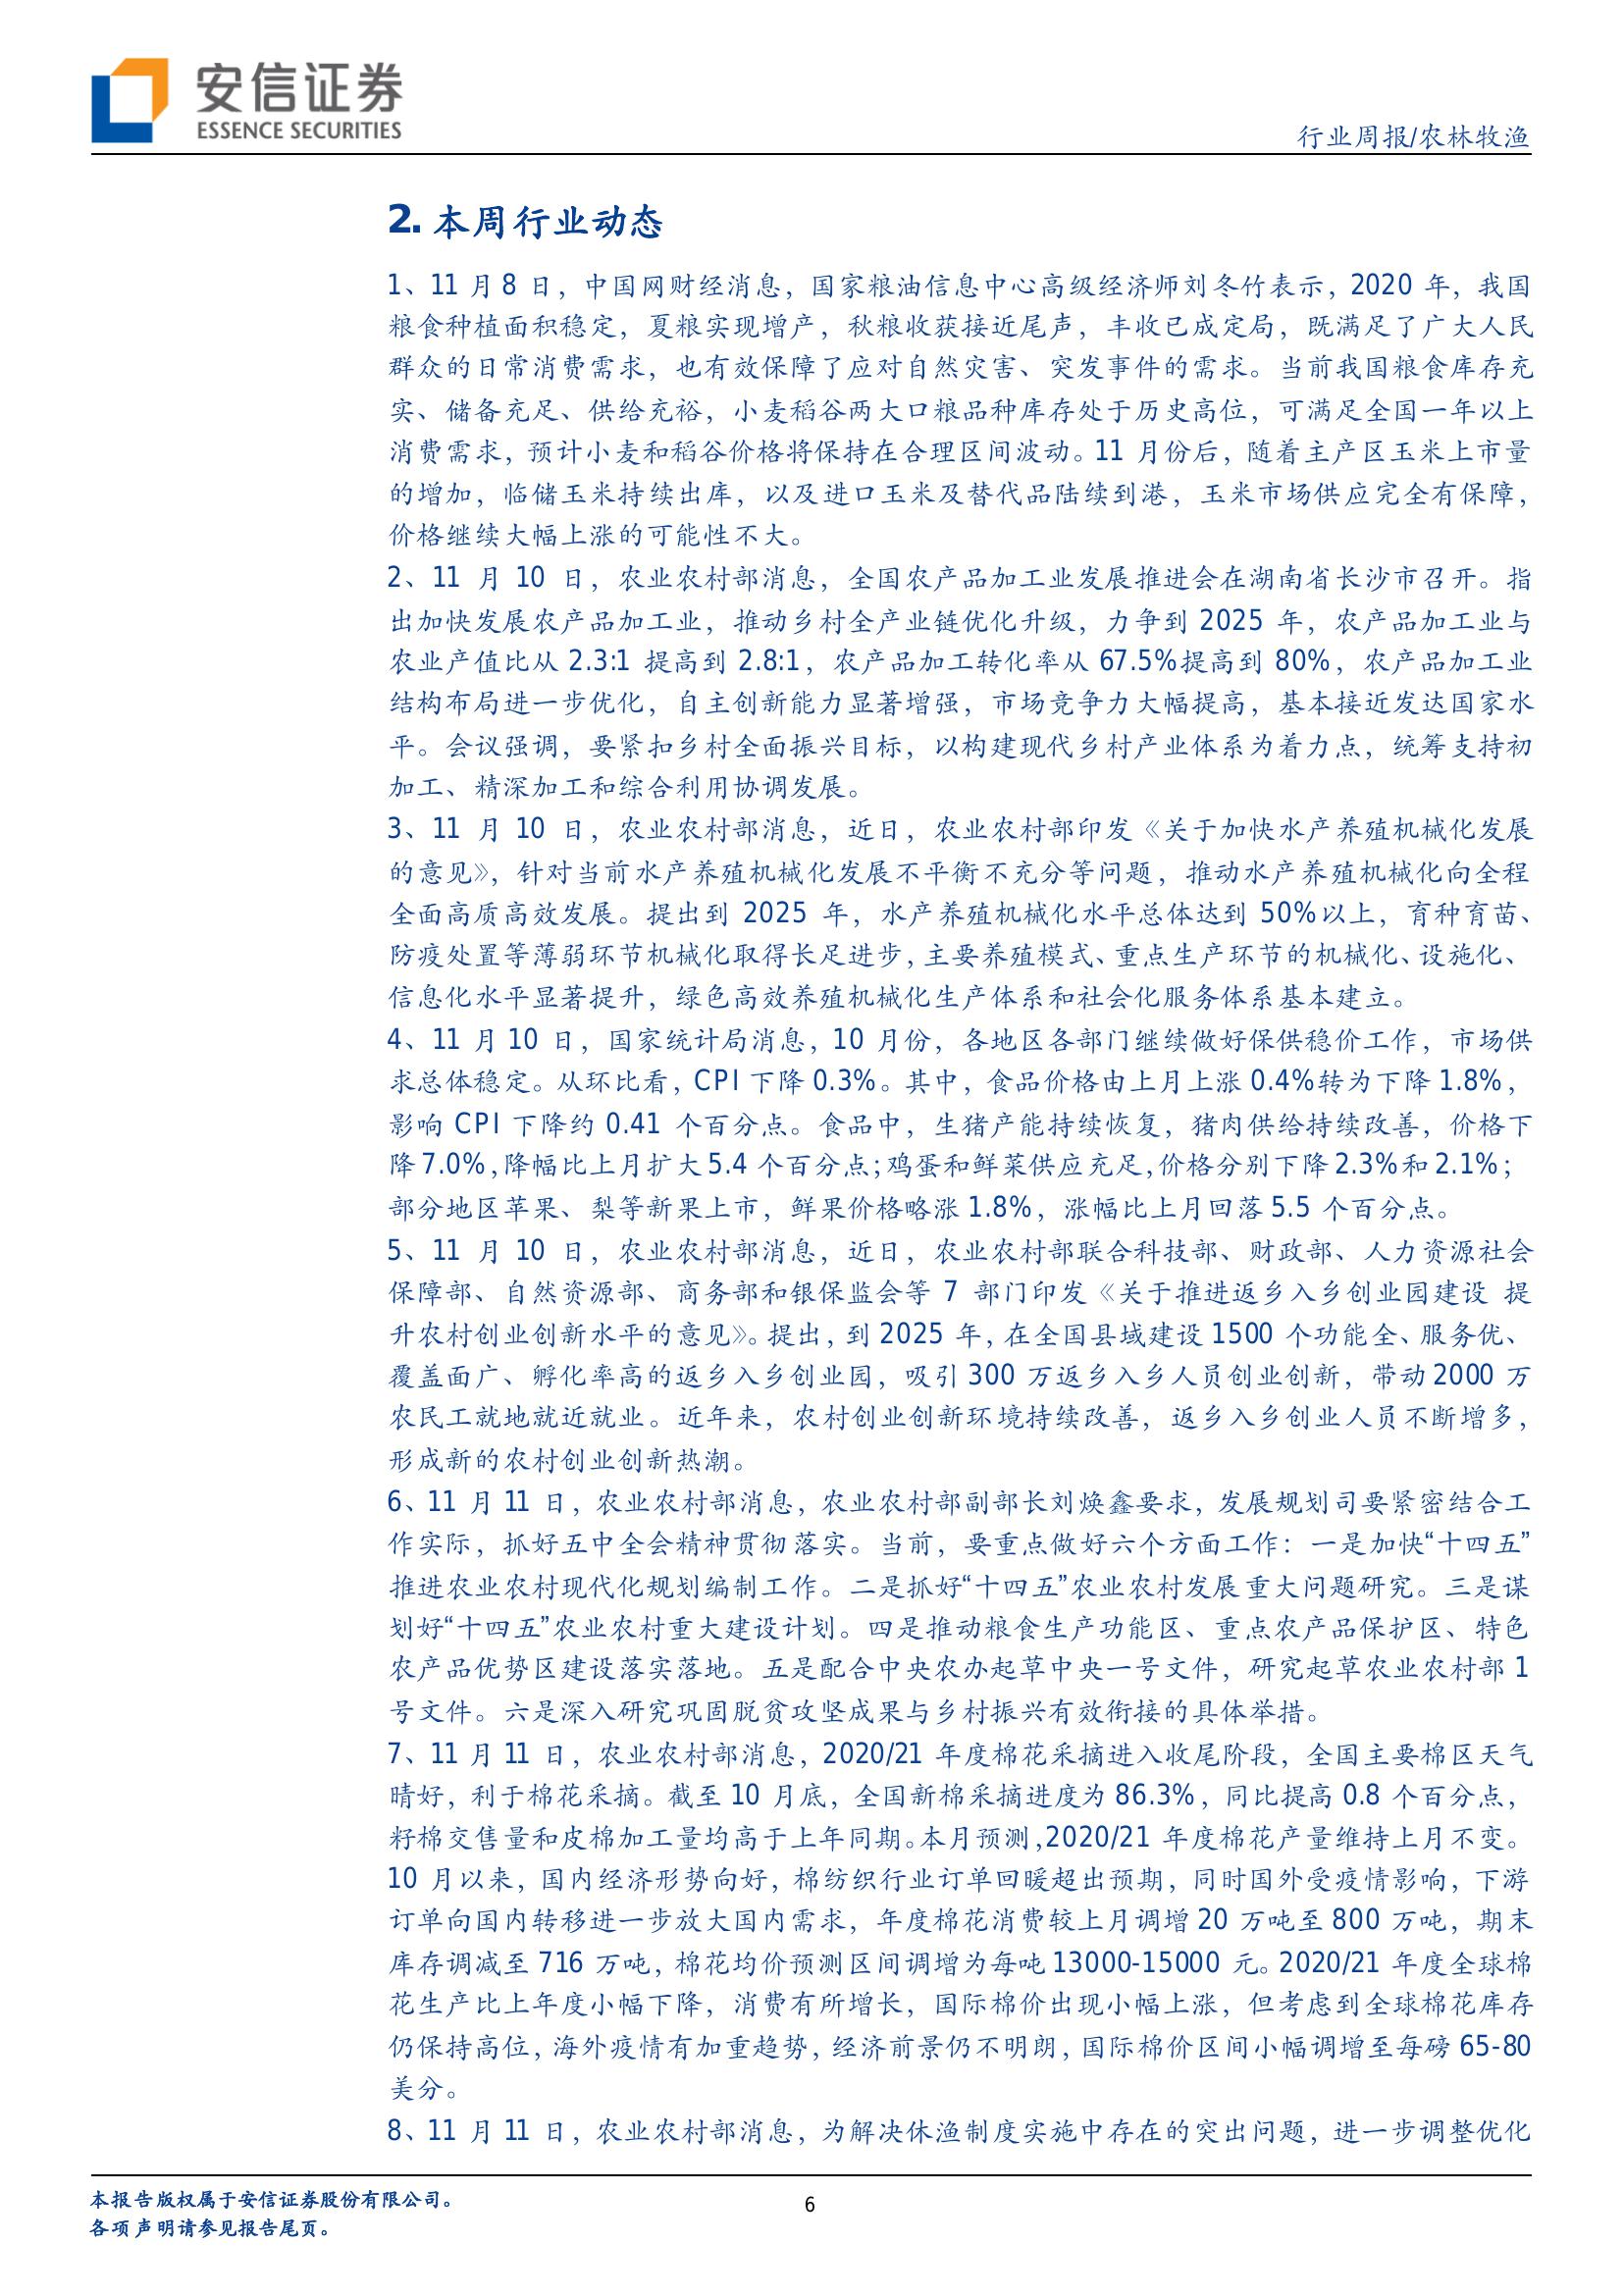 安信证券
ESSENCE SECURITIES
行业周报/农林牧渔
2. 本周行业动态
1、11 月 8 日，中国网财经消息，国家粮油信息中心高级经济师刘冬竹表示，2020 年，我国
粮食种植面积稳定，夏粮实现增产，秋粮收获接近尾声，丰收已成定局，既满足了广大人民
群众的日常消费需求，也有效保障了应对自然灾害、突发事件的需求。当前我国粮食库存充
实、储备充足、供给充裕，小麦稻谷两大口粮品种库存处于历史高位，可满足全国一年以上
消费需求，预计小麦和稻谷价格将保持在合理区间波动。11 月份后，随着主产区玉米上市量
的增加，临储玉米持续出库，以及进口玉米及替代品陆续到港，玉米市场供应完全有保障，
价格继续大幅上涨的可能性不大。
2、11 月 10 日，农业农村部消息，全国农产品加工业发展推进会在湖南省长沙市召开。指
出加快发展农产品加工业，推动乡村全产业链优化升级，力争到 2025 年，农产品加工业与
农业产值比从 2.3:1 提高到 2.8:1，农产品加工转化率从 67.5%提高到 80%，农产品加工业
结构布局进一步优化，自主创新能力显著增强，市场竞争力大幅提高，基本接近发达国家水
平。会议强调，要紧扣乡村全面振兴目标，以构建现代乡村产业体系为着力点，统筹支持初
加工、精深加工和综合利用协调发展。
3、11 月 10 日，农业农村部消息，近日，农业农村部印发《关于加快水产养殖机械化发展
的意见》，针对当前水产养殖机械化发展不平衡不充分等问题，推动水产养殖机械化向全程
全面高质高效发展。提出到 2025 年，水产养殖机械化水平总体达到 50%以上，育种育苗、
防疫处置等薄弱环节机械化取得长足进步，主要养殖模式、重点生产环节的机械化、设施化、
信息化水平显著提升，绿色高效养殖机械化生产体系和社会化服务体系基本建立。
4、11 月 10 日，国家统计局消息，10 月份，各地区各部门继续做好保供稳价工作，市场供
求总体稳定。从环比看，CPI 下降 0.3%。其中，食品价格由上月上涨 0.4%转为下降 1.8%，
影响 CPI 下降约 0.41 个百分点。食品中，生猪产能持续恢复，猪肉供给持续改善，价格下
降 7.0%，降幅比上月扩大 5.4 个百分点；鸡蛋和鲜菜供应充足，价格分别下降 2.3%和 2.1%；
部分地区苹果、梨等新果上市，鲜果价格略涨 1.8%，涨幅比上月回落 5.5 个百分点。
5、11 月 10 日，农业农村部消息，近日，农业农村部联合科技部、财政部、人力资源社会
保障部、自然资源部、商务部和银保监会等 7 部门印发《关于推进返乡入乡创业园建设 提
升农村创业创新水平的意见》。提出，到 2025 年，在全国县域建设 1500 个功能全、服务优、
覆盖面广、孵化率高的返乡入乡创业园，吸引 300 万返乡入乡人员创业创新，带动 2000 万
农民工就地就近就业。近年来，农村创业创新环境持续改善，返乡入乡创业人员不断增多，
形成新的农村创业创新热潮。
6、11 月 11 日，农业农村部消息，农业农村部副部长刘焕鑫要求，发展规划司要紧密结合工
作实际，抓好五中全会精神贯彻落实。当前，要重点做好六个方面工作：一是加快“十四五”
推进农业农村现代化规划编制工作。二是抓好“十四五”农业农村发展重大问题研究。三是谋
划好“十四五”农业农村重大建设计划。四是推动粮食生产功能区、重点农产品保护区、特色
农产品优势区建设落实落地。五是配合中央农办起草中央一号文件，研究起草农业农村部 1
号文件。六是深入研究巩固脱贫攻坚成果与乡村振兴有效衔接的具体举措。
7、11 月 11 日，农业农村部消息，2020/21 年度棉花采摘进入收尾阶段，全国主要棉区天气
晴好，利于棉花采摘。截至 10 月底，全国新棉采摘进度为 86.3%，同比提高 0.8 个百分点，
籽棉交售量和皮棉加工量均高于上年同期。本月预测，2020/21 年度棉花产量维持上月不变。
10 月以来，国内经济形势向好，棉纺织行业订单回暖超出预期，同时国外受疫情影响，下游
订单向国内转移进一步放大国内需求，年度棉花消费较上月调增 20 万吨至 800 万吨，期末
库存调减至 716 万吨，棉花均价预测区间调增为每吨 13000-15000 元。2020/21 年度全球棉
花生产比上年度小幅下降，消费有所增长，国际棉价出现小幅上涨，但考虑到全球棉花库存
仍保持高位，海外疫情有加重趋势，经济前景仍不明朗，国际棉价区间小幅调增至每磅 65-80
美分。
8、11 月 11 日，农业农村部消息，为解决休渔制度实施中存在的突出问题，进一步调整优化
本报告版权属于安信证券股份有限公司。
6
各项声明请参见报告尾页。